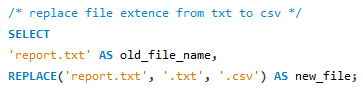 /* replace file extence from txt to csv */
SELECT
'report.txt' AS old_file_name,
REPLACE('report.txt', '.txt', '.csv') AS new_file;